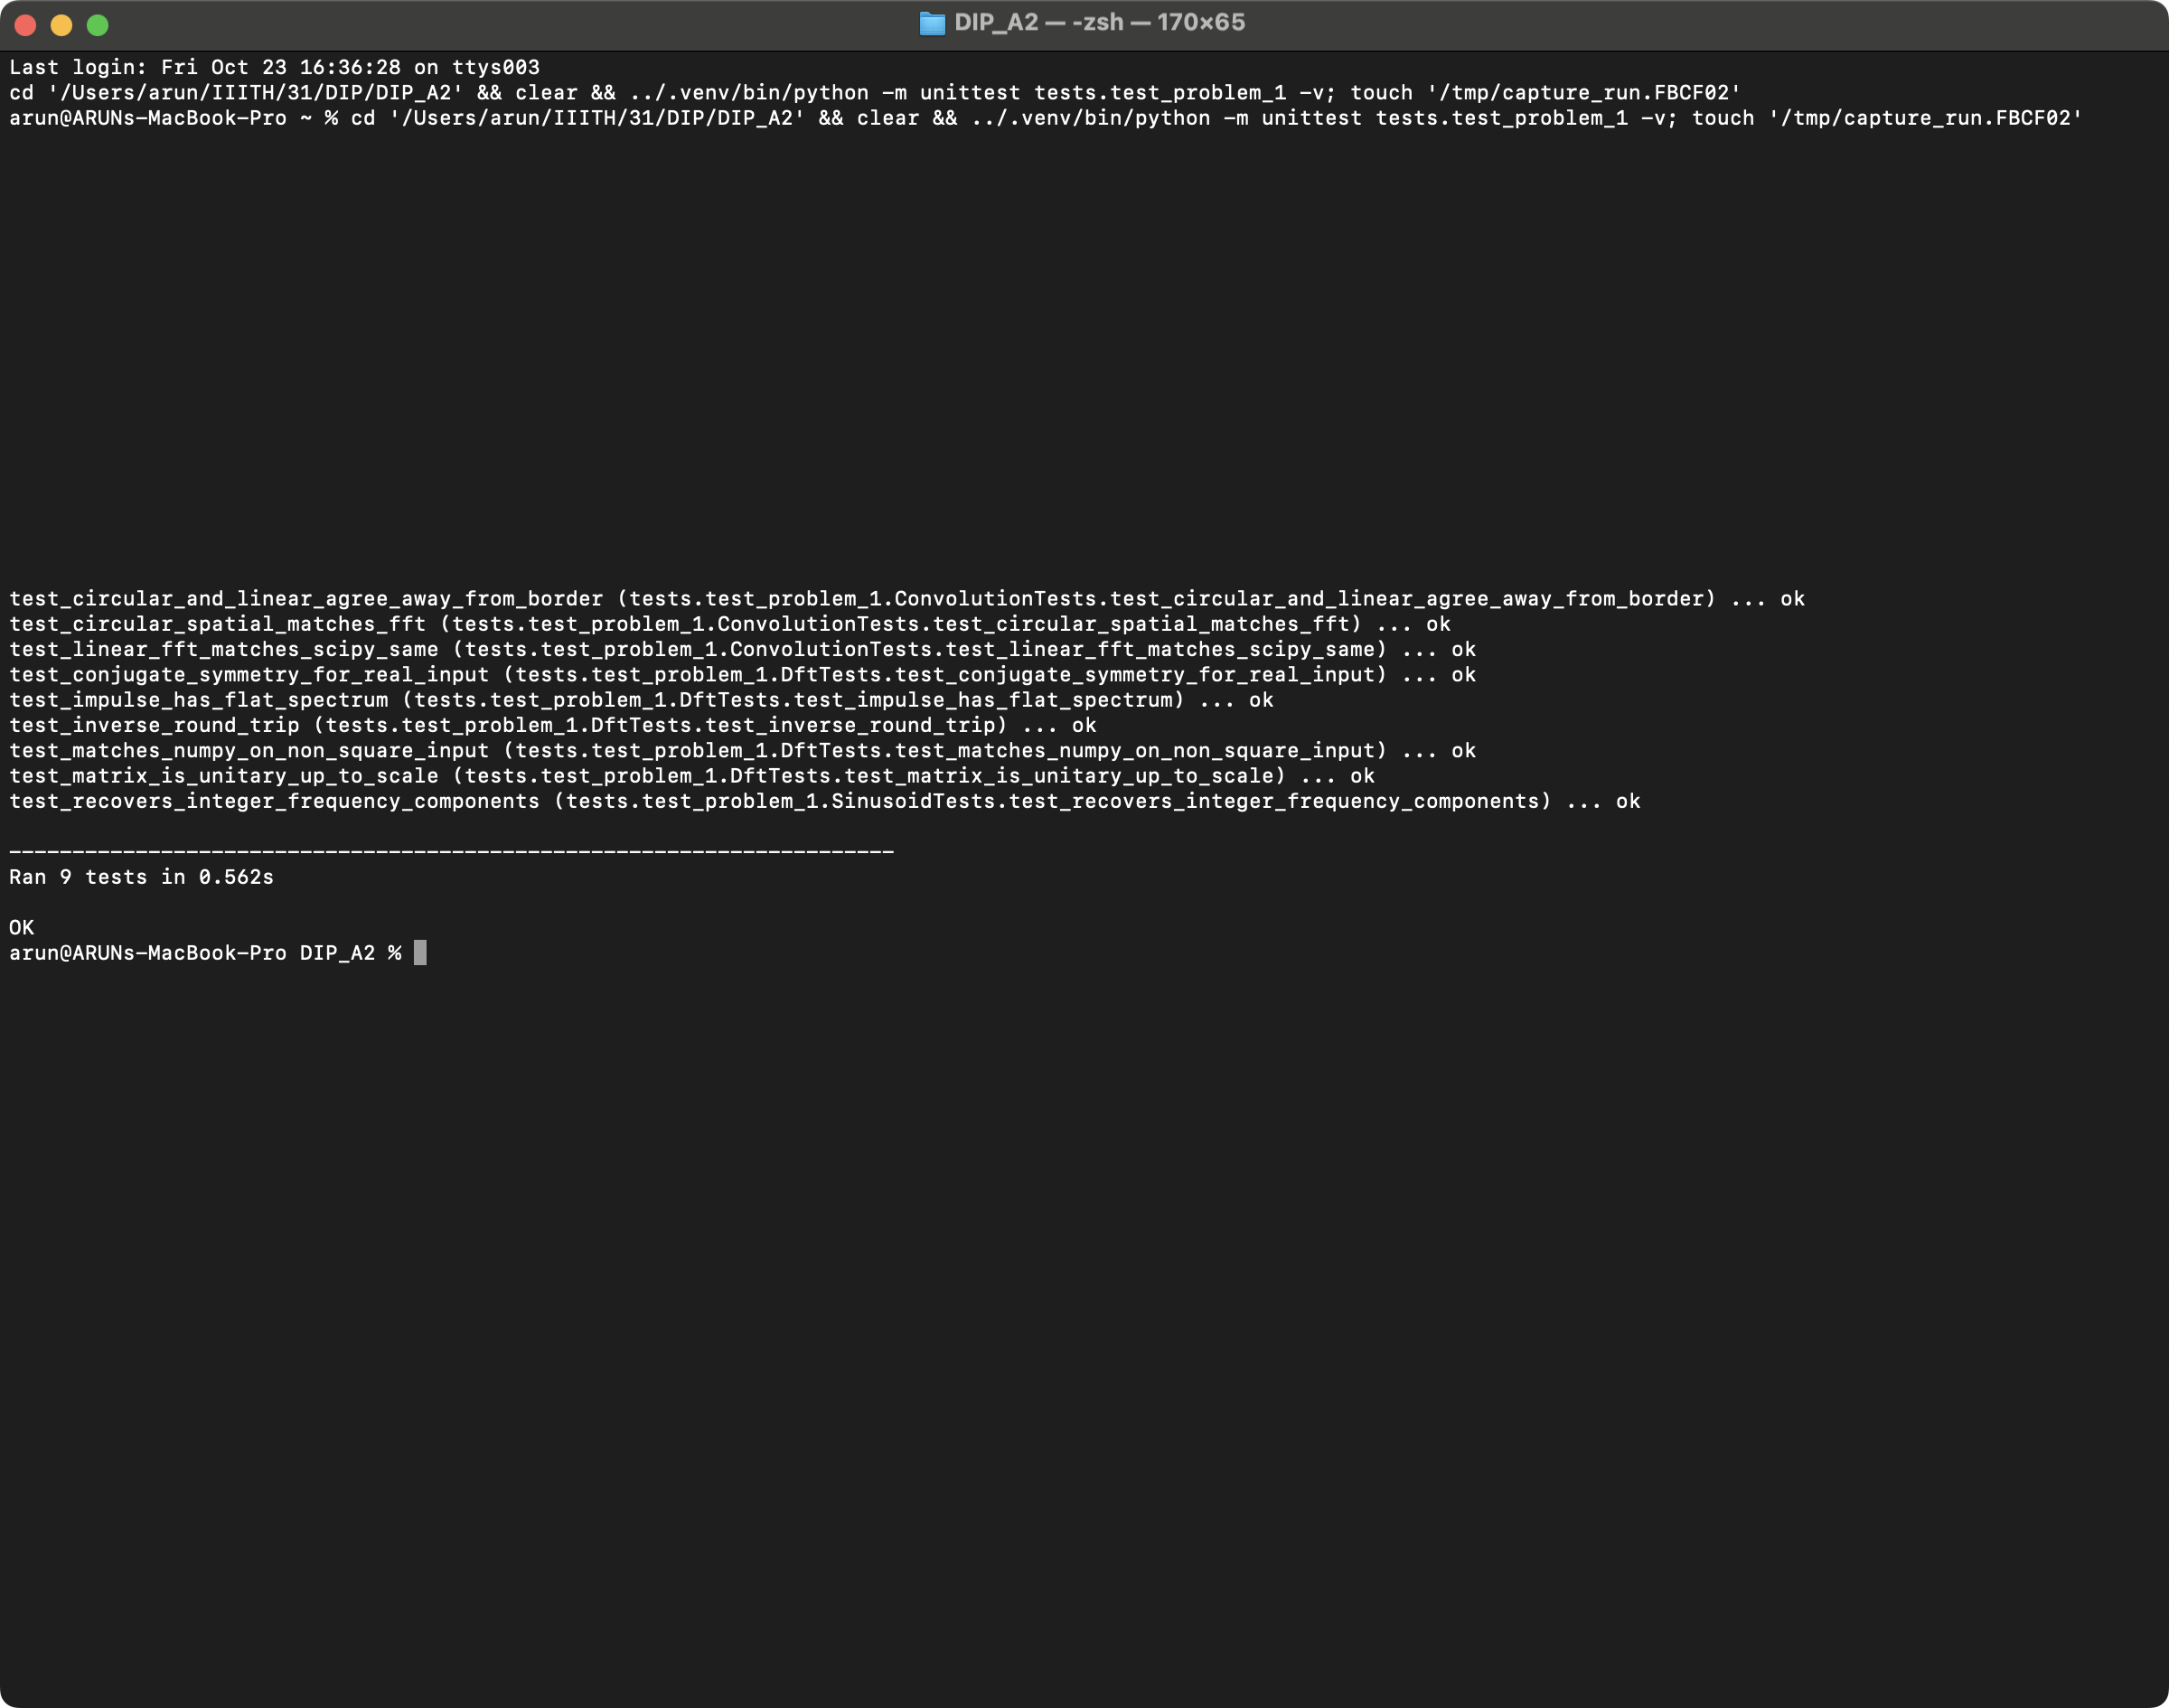 DIP_A2 — -zsh — 170×65
Last login: Fri Oct 23 16:36:28 on ttys003
cd '/Users/arun/IIITH/31/DIP/DIP_A2' && clear && ../.venv/bin/python -m unittest tests.test_problem_1 -v; touch '/tmp/capture_run.FBCF02'
arun@ARUNs-MacBook-Pro ~ % cd '/Users/arun/IIITH/31/DIP/DIP_A2' && clear && ../.venv/bin/python -m unittest tests.test_problem_1 -v; touch '/tmp/capture_run.FBCF02'
test_circular_and_linear_agree_away_from_border (tests.test_problem_1.ConvolutionTests.test_circular_and_linear_agree_away_from_border) ... ok
test_circular_spatial_matches_fft (tests.test_problem_1.ConvolutionTests.test_circular_spatial_matches_fft) ... ok
test_linear_fft_matches_scipy_same (tests.test_problem_1.ConvolutionTests.test_linear_fft_matches_scipy_same) ... ok
test_conjugate_symmetry_for_real_input (tests.test_problem_1.DftTests.test_conjugate_symmetry_for_real_input) ... ok
test_impulse_has_flat_spectrum (tests.test_problem_1.DftTests.test_impulse_has_flat_spectrum) ... ok
test_inverse_round_trip (tests.test_problem_1.DftTests.test_inverse_round_trip) ... ok
test_matches_numpy_on_non_square_input (tests.test_problem_1.DftTests.test_matches_numpy_on_non_square_input) ... ok
test_matrix_is_unitary_up_to_scale (tests.test_problem_1.DftTests.test_matrix_is_unitary_up_to_scale) ... ok
test_recovers_integer_frequency_components (tests.test_problem_1.SinusoidTests.test_recovers_integer_frequency_components) ... ok
----------------------------------------------------------------------
Ran 9 tests in 0.562s
OK
arun@ARUNs-MacBook-Pro DIP_A2 %